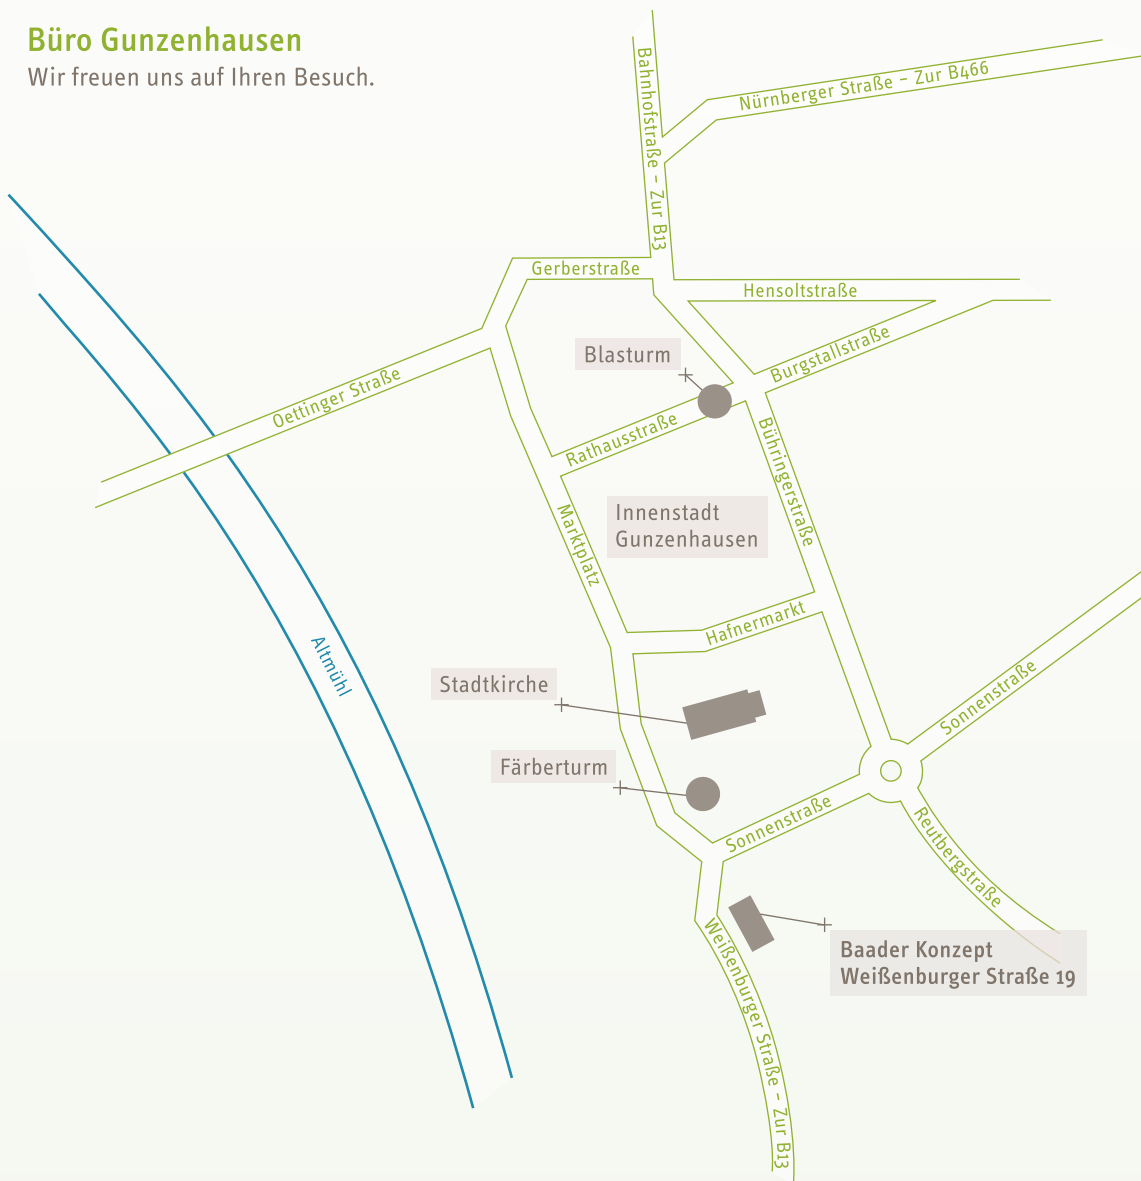 Büro Gunzenhausen
Wir freuen uns auf Ihren Besuch.
Bahnhofstraße – Zur B13
Nürnberger Straße – Zur B466
Gerberstraße
Hensoltstraße
Blasturm
Burgstallstraße
Oettinger Straße
Rathausstraße
Bühringerstraße
Innenstadt
Gunzenhausen
Marktplatz
Hafnermarkt
Altmühl
Stadtkirche
Sonnenstraße
Färberturm
Sonnenstraße
Reutbergstraße
Baader Konzept
Weißenburger Straße 19
Weißenburger Straße – Zur B13